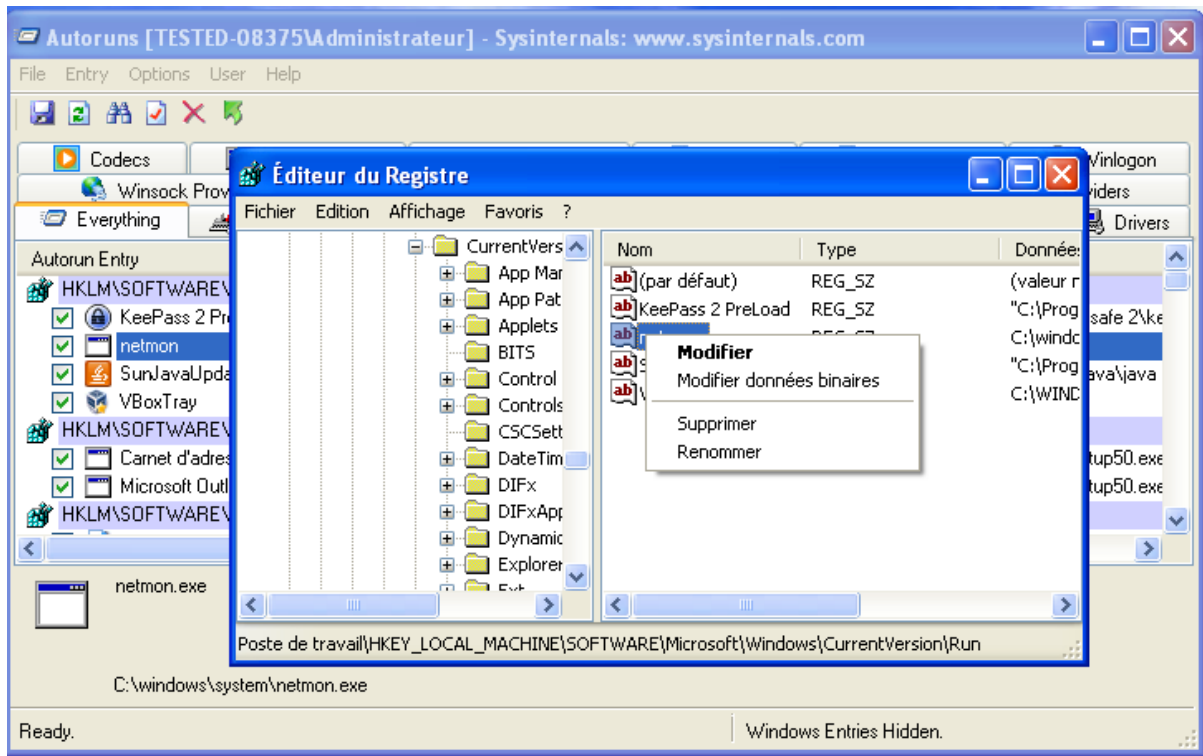 Autoruns [TESTED-08375\Administrateur] - Sysinternals: www.sysinternals.com
File Entry Options User Help
Codecs
Vinlogon
Winsock Prov
viders
Everything
Drivers
Autorun Entry
HKLM\SOFTWARE\
KeePass 2 Pr
safe 2\ke
netmon
SunJavaUpda
ava\java
VBoxTray
HKLM\SOFTWARE\
Carnet d'adres
tup50.exe
Microsoft Outl
tup50.exe
HKLM\SOFTWARE\
netmon.exe
C:\windows\system\netmon.exe
Ready.
Windows Entries Hidden.
Éditeur du Registre
Fichier Edition Affichage Favoris ?
CurrentVers
App Mar
App Pat
Applets
BITS
Control
Controls
CSCSett
DateTim
DIFx
DIFxApp
Dynamic
Explorer
Ext
Nom Type Données
(par défaut) REG_SZ (valeur r
KeePass 2 PreLoad REG_SZ "C:\Prog
REG_SZ C:\windo
"C:\Prog
C:\WIND
Modifier
Modifier données binaires
Supprimer
Renommer
Poste de travail\HKEY_LOCAL_MACHINE\SOFTWARE\Microsoft\Windows\CurrentVersion\Run